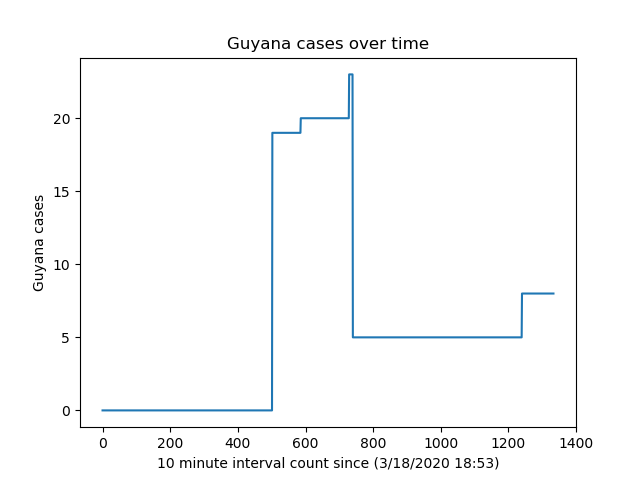 Guyana cases over time
Guyana cases
20
15
10
5
0
0 200 400 600 800 1000 1200 1400
10 minute interval count since (3/18/2020 18:53)